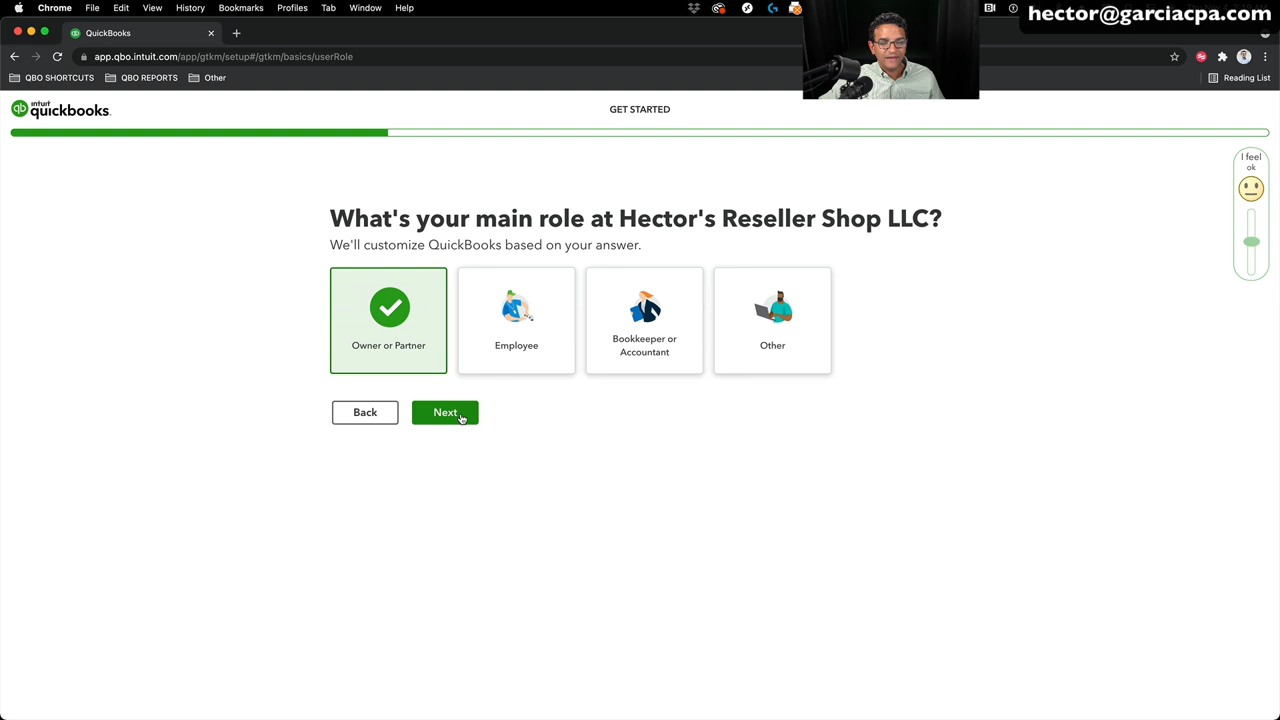 Chrome File Edit View History Bookmarks Profiles Tab Window Help
hector@garciacpa.com
QuickBooks
app.qbo.intuit.com/app/gtkm/setup#/gtkm/basics/userRole
QBO SHORTCUTS QBO REPORTS Other
Reading List
intuit
quickbooks.
GET STARTED
I feel
ok
What's your main role at Hector's Reseller Shop LLC?
We'll customize QuickBooks based on your answer.
Owner or Partner
Employee
Bookkeeper or
Accountant
Other
Back
Next